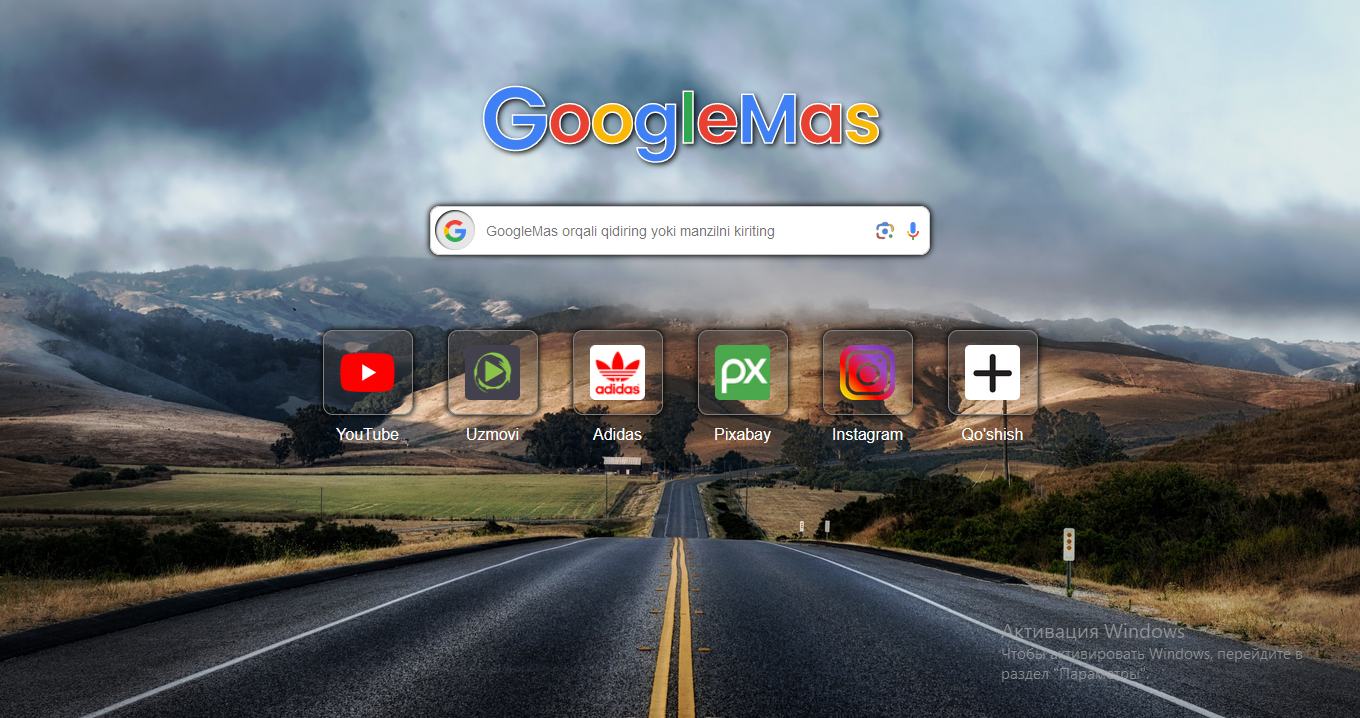 GoogleMas
GoogleMas orqali qidiring yoki manzilni kiriting
adidas
px
YouTube
Uzmovi
Adidas
Pixabay
Instagram
Qo'shish
Активация Windows
Чтобы активировать Windows, перейдите в
раздел "Параметры".